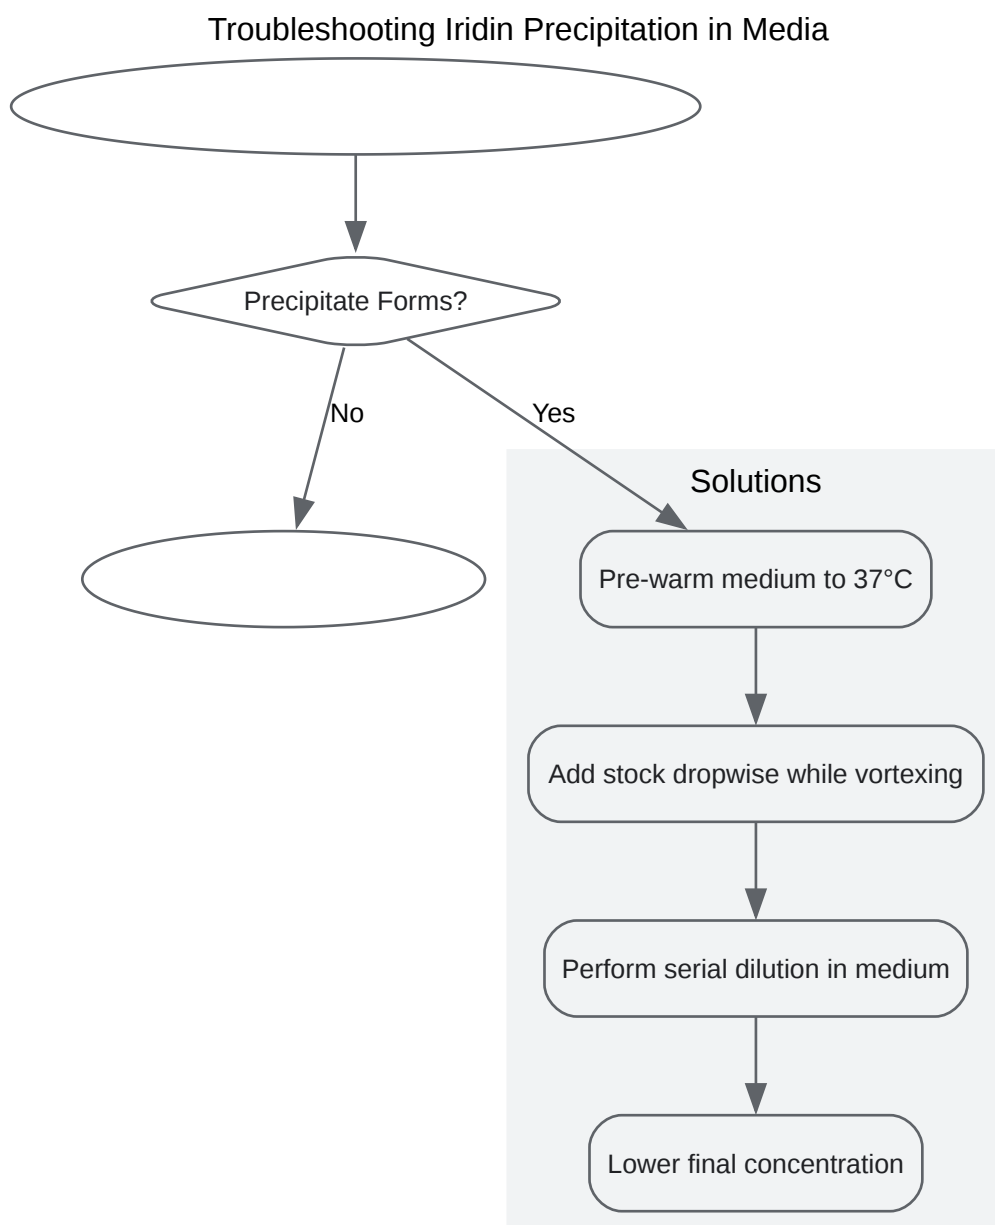 Troubleshooting Iridin Precipitation in Media
Precipitate Forms?
No
Yes
Solutions
Pre-warm medium to 37°C
Add stock dropwise while vortexing
Perform serial dilution in medium
Lower final concentration